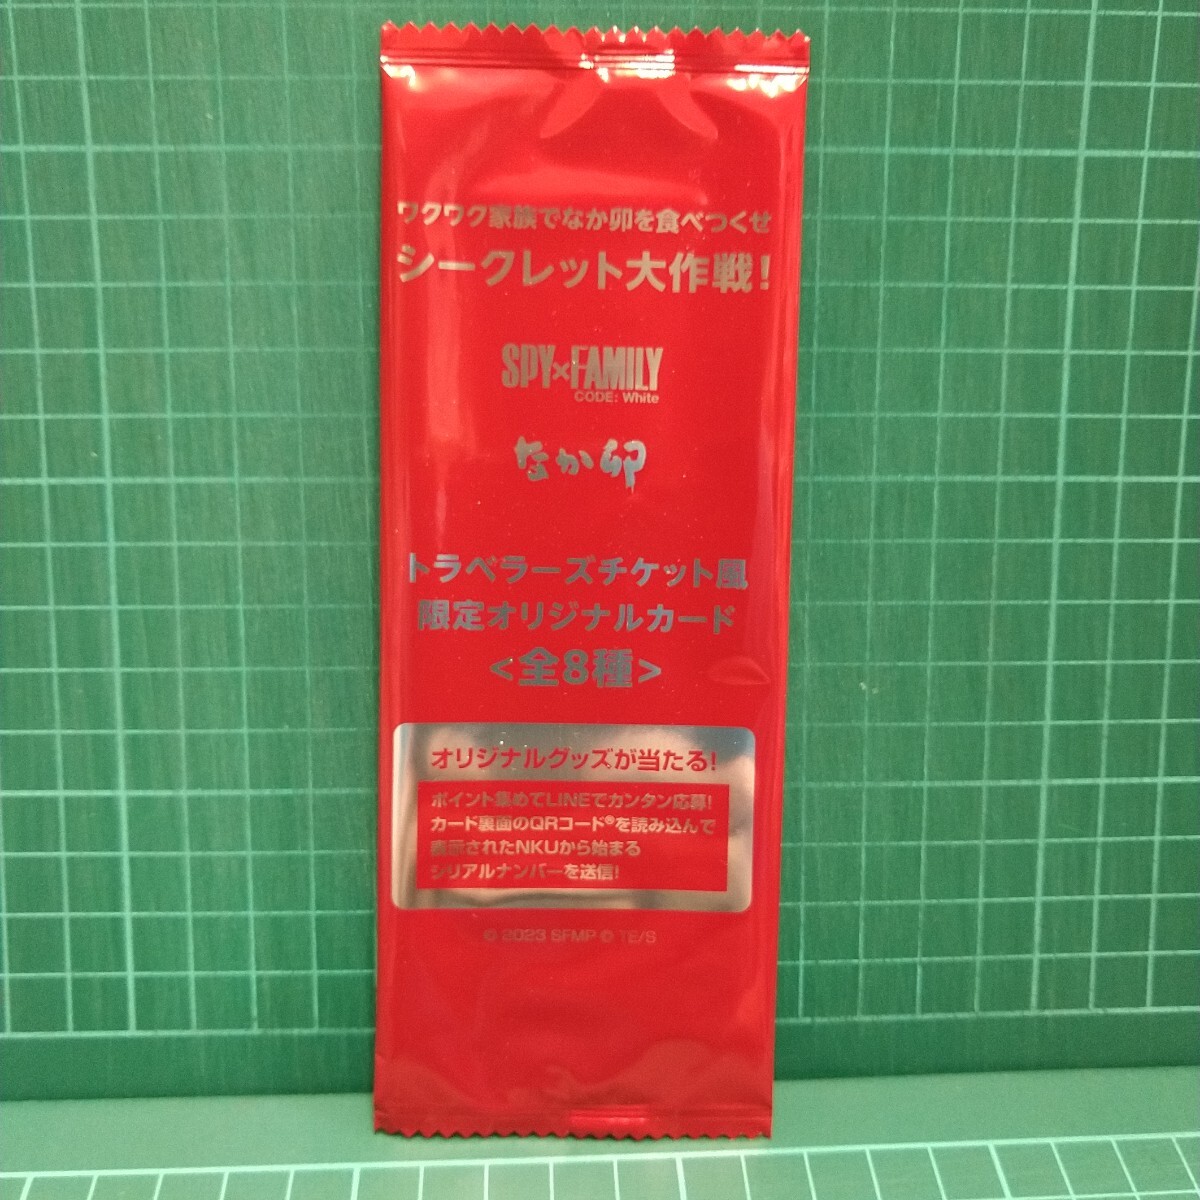 ワクワク家族でなか卯を食べつくせ
シークレット大作戦!
SPY×FAMILY
CODE: White
なか卯
トラベラーズチケット風
限定オリジナルカード
<全8種>
オリジナルグッズが当たる!
ポイント集めてLINEでカンタン応募!
カード裏面のQRコード®を読み込んで
表示されたNKUから始まる
シリアルナンバーを送信!
© 2023 SFMP © TE/S